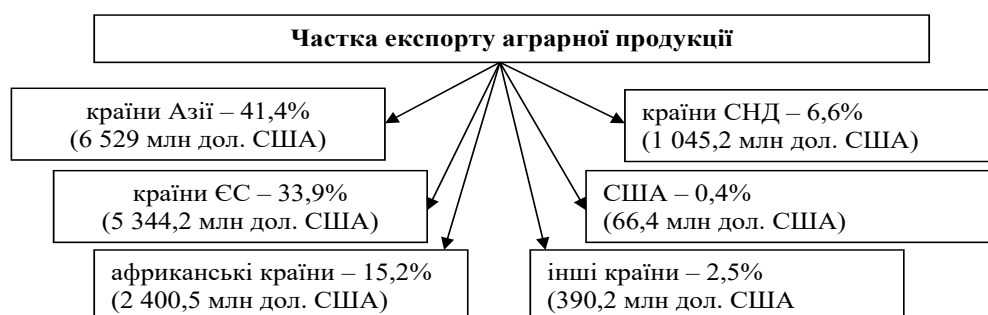 Частка експорту аграрної продукції
країни Азії – 41,4%
(6 529 млн дол. США)
країни СНД – 6,6%
(1 045,2 млн дол. США)
країни ЄС – 33,9%
(5 344,2 млн дол. США)
США – 0,4%
(66,4 млн дол. США)
африканські країни – 15,2%
(2 400,5 млн дол. США)
інші країни – 2,5%
(390,2 млн дол. США